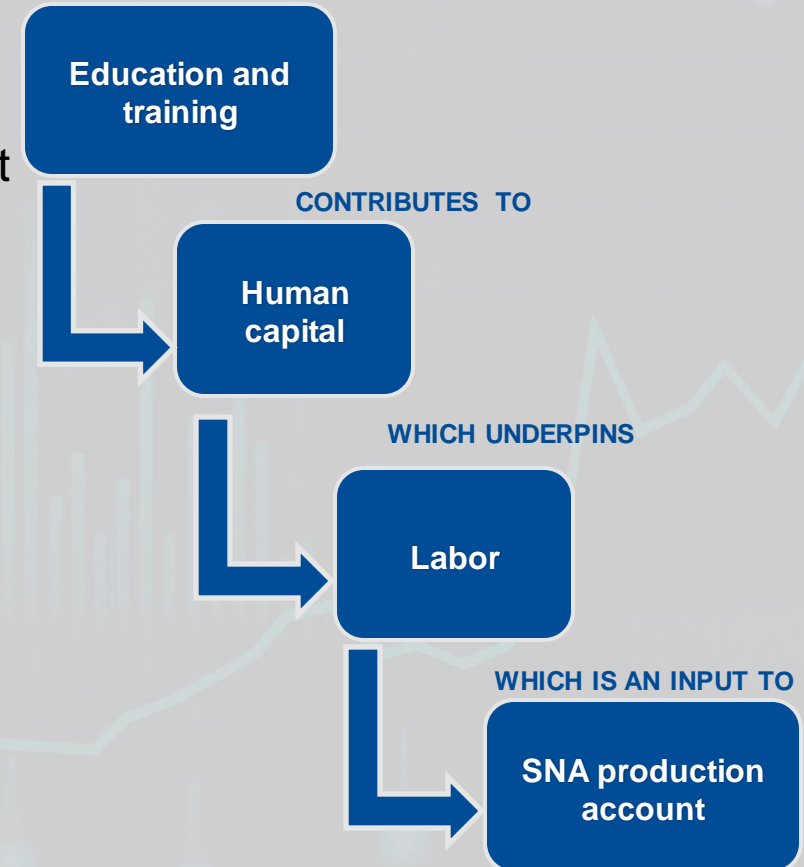 Education and
training
t
CONTRIBUTES TO
Human
capital
WHICH UNDERPINS
Labor
WHICH IS AN INPUT TO
SNA production
account